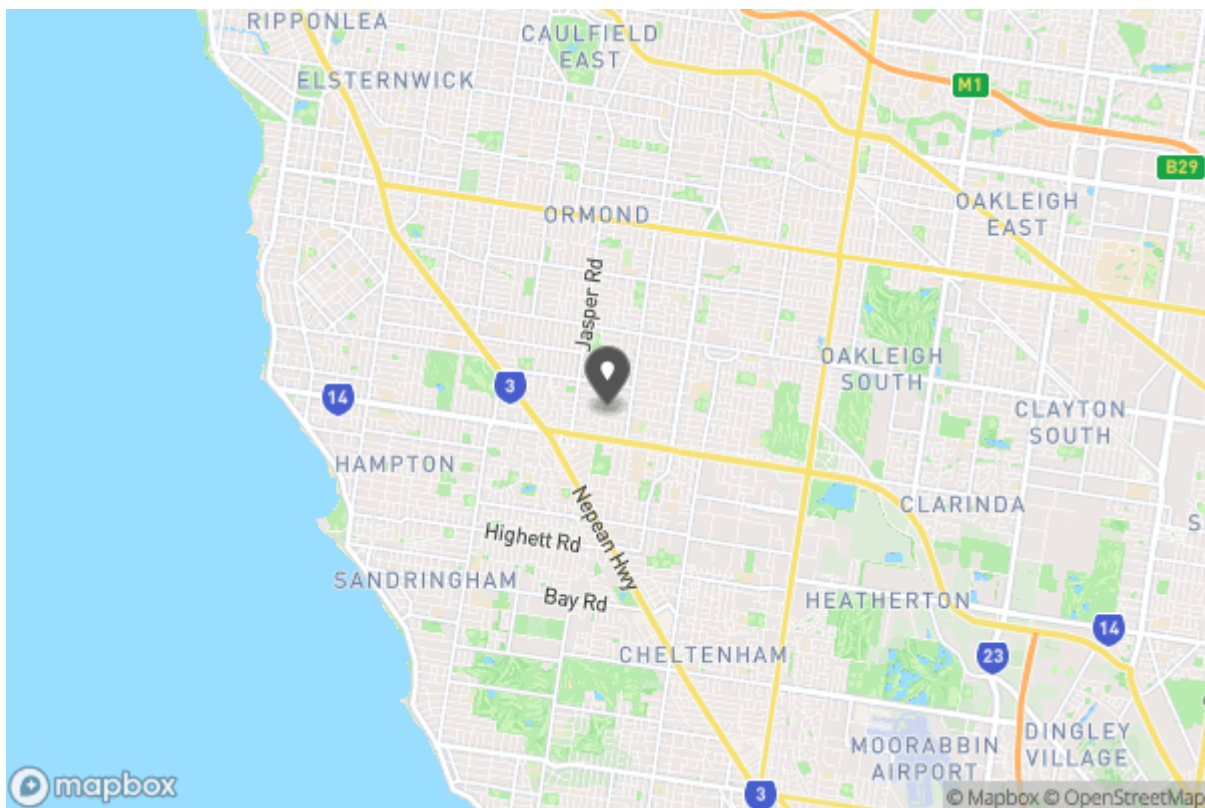 RIPPONLEA
CAULFIELD
EAST
ELSTERNWICK
M1
B29
OAKLEIGH
EAST
ORMOND
Jasper Rd
OAKLEIGH
SOUTH
3
14
CLAYTON
SOUTH
HAMPTON
CLARINDA
Nepean Hwy
Highett Rd
SANDRINGHAM
Bay Rd
HEATHERTON
14
23
CHELTENHAM
DINGLEY
VILLAGE
MOORABBIN
AIRPORT
3
mapbox
© Mapbox © OpenStreetMap